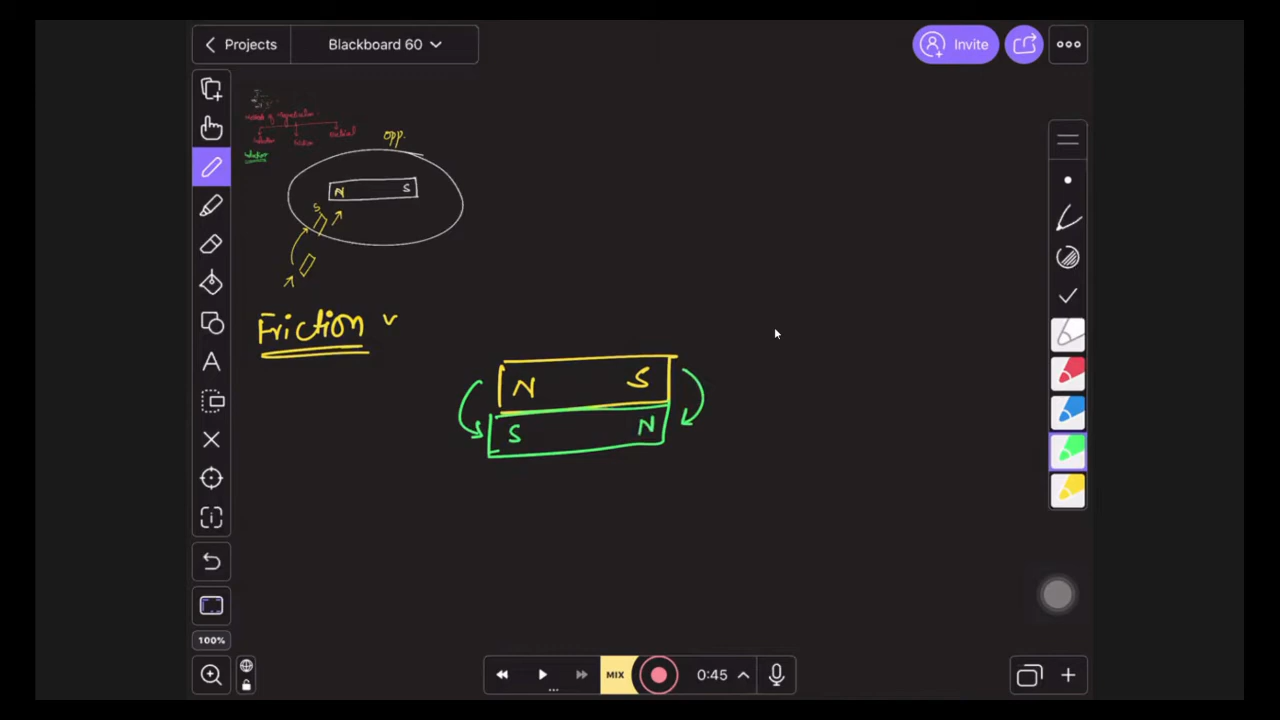 Projects
Blackboard 60
Invite
opp.
N S
S
Friction
N S
S N
A
100%
MIX
0:45